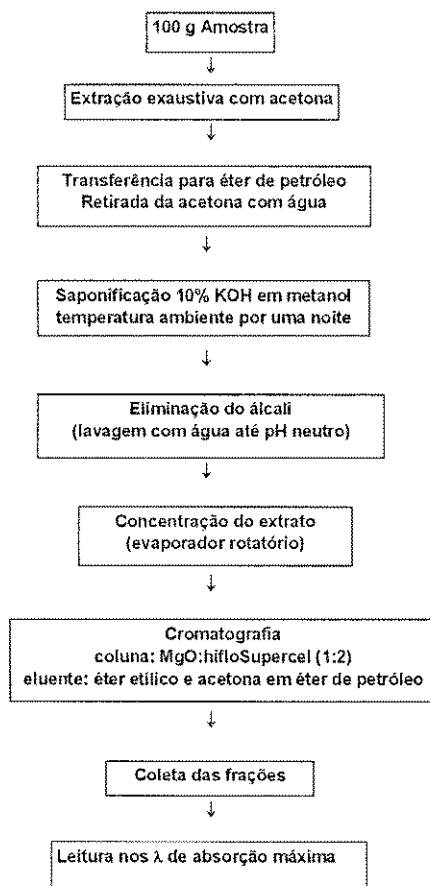 100 g Amostra
Extração exaustiva com acetona
Transferência para éter de petróleo
Retirada da acetona com água
Saponificação 10% KOH em metanol
temperatura ambiente por uma noite
Eliminação do álcali
(lavagem com água até pH neutro)
Concentração do extrato
(evaporador rotatório)
Cromatografia
coluna: MgO:hifloSupercel (1:2)
eluente: éter etílico e acetona em éter de petróleo
Coleta das frações
Leitura nos λ de absorção máxima